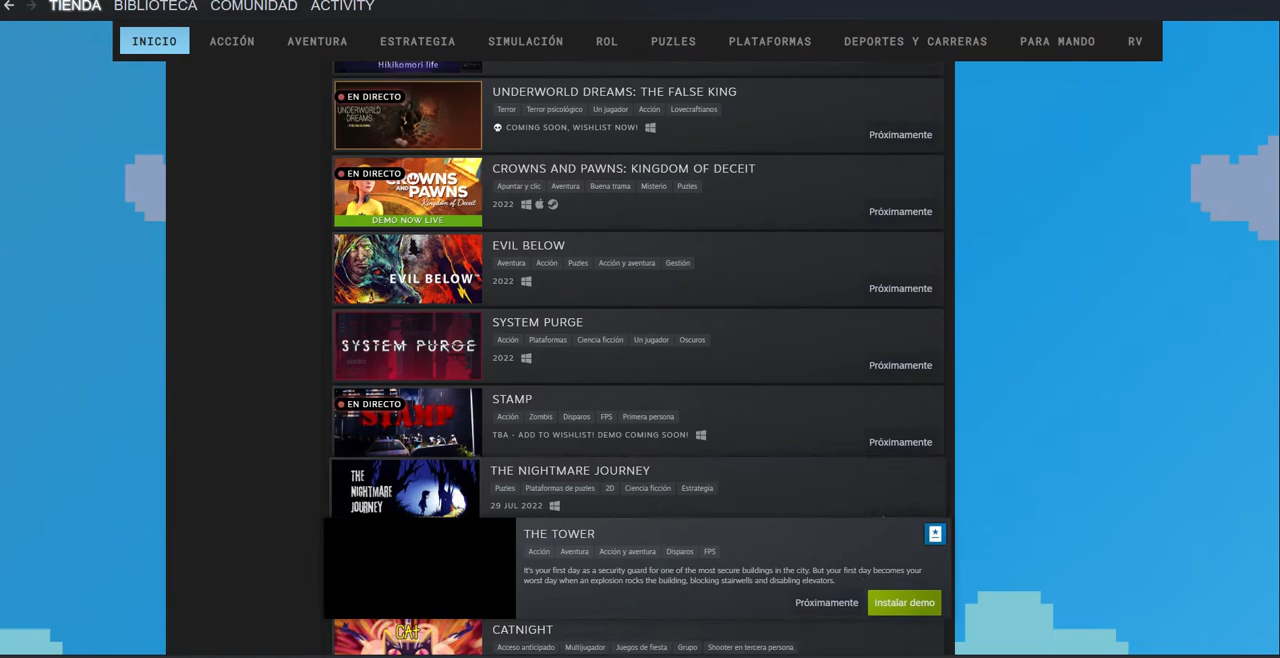 TIENDA BIBLIOTECA COMUNIDAD ACTIVITY
INICIO ACCIÓN AVENTURA ESTRATEGIA SIMULACIÓN ROL PUZLES PLATAFORMAS DEPORTES Y CARRERAS PARA MANDO RV
Hikikomori life
EN DIRECTO
UNDERWORLD DREAMS
UNDERWORLD DREAMS: THE FALSE KING
Terror Terror psicológico Un jugador Acción Lovecraftianos
COMING SOON, WISHLIST NOW!
Próximamente
EN DIRECTO
CROWNS AND PAWNS Kingdom of Deceit
DEMO NOW LIVE
CROWNS AND PAWNS: KINGDOM OF DECEIT
Apuntar y clic Aventura Buena trama Misterio Puzles
2022
Próximamente
EVIL BELOW
EVIL BELOW
Aventura Acción Puzles Acción y aventura Gestión
2022
Próximamente
SYSTEM PURGE
SYSTEM PURGE
Acción Plataformas Ciencia ficción Un jugador Oscuros
2022
Próximamente
EN DIRECTO
STAMP
STAMP
Acción Zombis Disparos FPS Primera persona
TBA - ADD TO WISHLIST! DEMO COMING SOON!
Próximamente
THE
NIGHTMARE
JOURNEY
THE NIGHTMARE JOURNEY
Puzles Plataformas de puzles 2D Ciencia ficción Estrategia
29 JUL 2022
THE TOWER
Acción Aventura Acción y aventura Disparos FPS
It's your first day as a security guard for one of the most secure buildings in the city. But your first day becomes your
worst day when an explosion rocks the building, blocking stairwells and disabling elevators.
Próximamente Instalar demo
CAT
CATNIGHT
Acceso anticipado Multijugador Juegos de fiesta Grupo Shooter en tercera persona